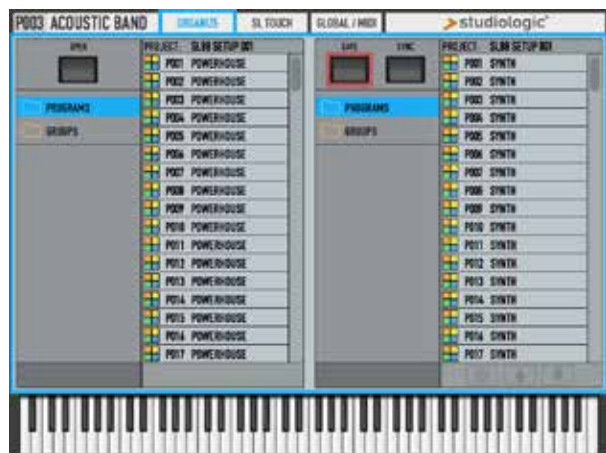 P003 ACOUSTIC BAND ORGANIZE SL TOUCH GLOBAL / MIDI studiologic
OPEN
PROJECT: SL88 SETUP 001
PROGRAMS
GROUPS
P001 POWERHOUSE
P002 POWERHOUSE
P003 POWERHOUSE
P004 POWERHOUSE
P005 POWERHOUSE
P006 POWERHOUSE
P007 POWERHOUSE
P008 POWERHOUSE
P009 POWERHOUSE
P010 POWERHOUSE
P011 POWERHOUSE
P012 POWERHOUSE
P013 POWERHOUSE
P014 POWERHOUSE
P015 POWERHOUSE
P016 POWERHOUSE
P017 POWERHOUSE
SAVE SYNC
PROJECT: SL88 SETUP 001
PROGRAMS
GROUPS
P001 SYNTH
P002 SYNTH
P003 SYNTH
P004 SYNTH
P005 SYNTH
P006 SYNTH
P007 SYNTH
P008 SYNTH
P009 SYNTH
P010 SYNTH
P011 SYNTH
P012 SYNTH
P013 SYNTH
P014 SYNTH
P015 SYNTH
P016 SYNTH
P017 SYNTH